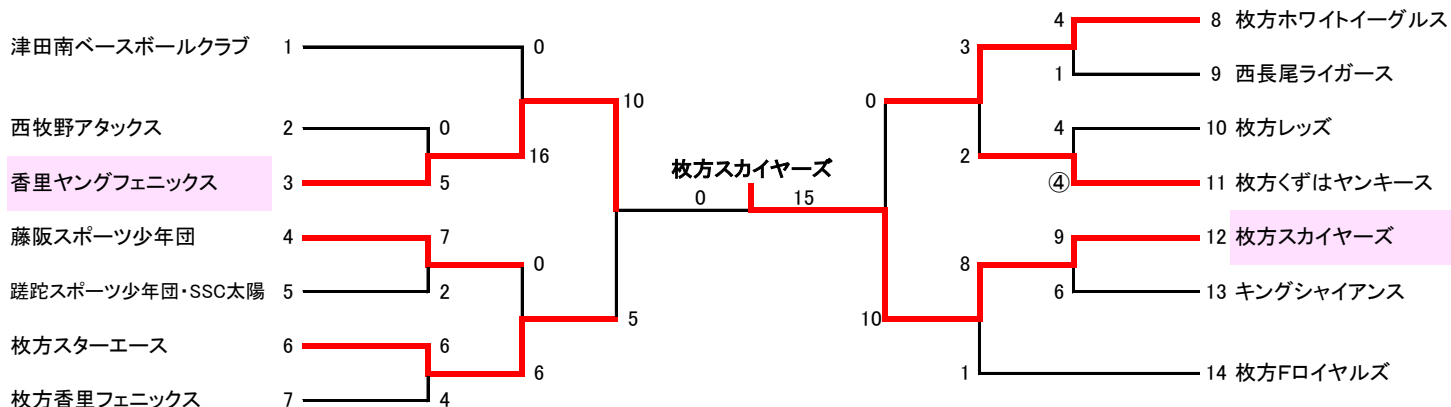 津田南ベースボールクラブ 1 0
10
西牧野アタックス 2 0
16
香里ヤングフェニックス 3 5
藤阪スポーツ少年団 4 7
0
蹉跎スポーツ少年団・SSC太陽 5 2
5
枚方スターエース 6 6
6
枚方香里フェニックス 7 4
枚方スカイヤーズ
0 15
4 8 枚方ホワイトイーグルス
3
1 9 西長尾ライガース
0
4 10 枚方レッズ
2
④ 11 枚方くずはヤンキース
9 12 枚方スカイヤーズ
8
6 13 キングシャイアンス
10
1 14 枚方Fロイヤルズ